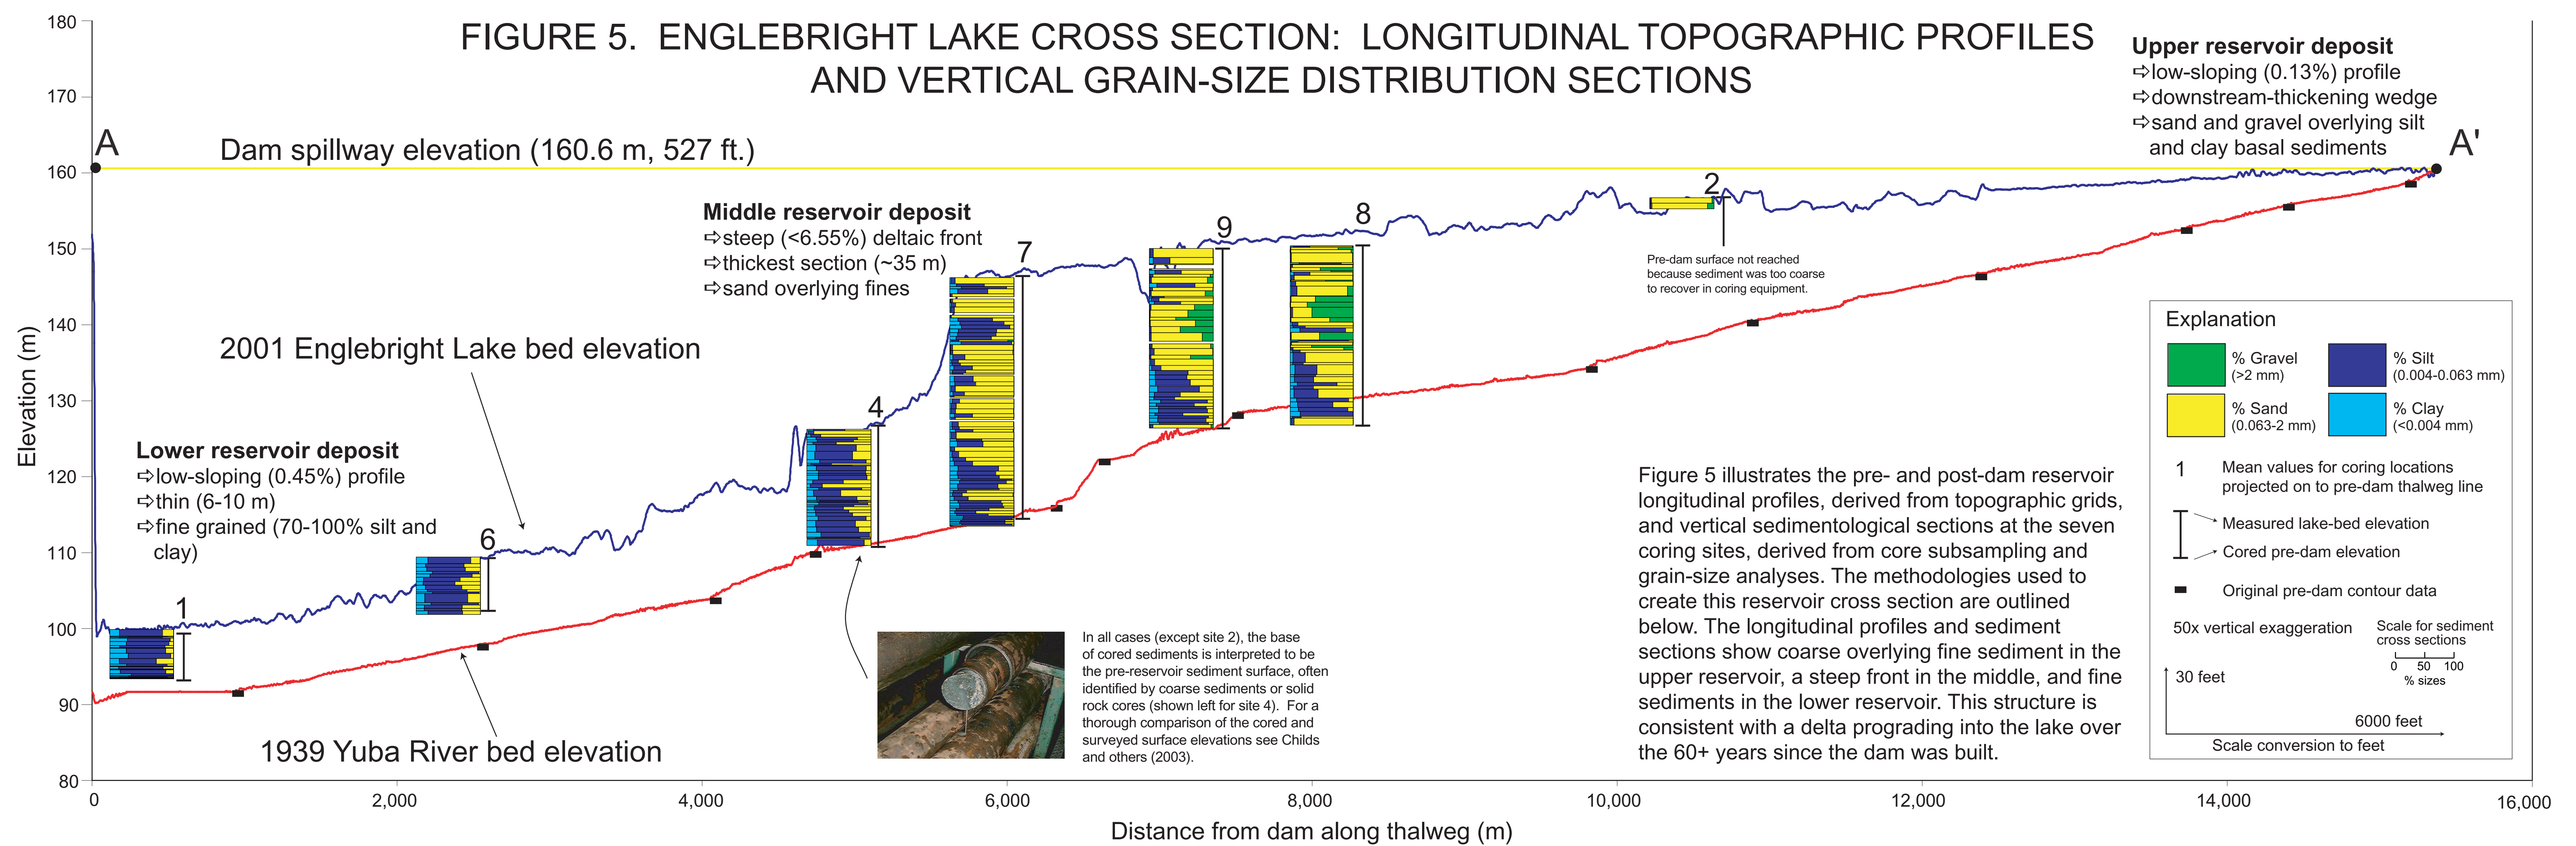 FIGURE 5. ENGLEBRIGHT LAKE CROSS SECTION: LONGITUDINAL TOPOGRAPHIC PROFILES
AND VERTICAL GRAIN-SIZE DISTRIBUTION SECTIONS
Upper reservoir deposit
⇨low-sloping (0.13%) profile
⇨downstream-thickening wedge
⇨sand and gravel overlying silt
and clay basal sediments
A
A'
Dam spillway elevation (160.6 m, 527 ft.)
Middle reservoir deposit
⇨steep (<6.55%) deltaic front
⇨thickest section (~35 m)
⇨sand overlying fines
2001 Englebright Lake bed elevation
Lower reservoir deposit
⇨low-sloping (0.45%) profile
⇨thin (6-10 m)
⇨fine grained (70-100% silt and
clay)
1
6
4
7
9
8
2
Pre-dam surface not reached
because sediment was too coarse
to recover in coring equipment.
1939 Yuba River bed elevation
In all cases (except site 2), the base
of cored sediments is interpreted to be
the pre-reservoir sediment surface, often
identified by coarse sediments or solid
rock cores (shown left for site 4). For a
thorough comparison of the cored and
surveyed surface elevations see Childs
and others (2003).
Figure 5 illustrates the pre- and post-dam reservoir
longitudinal profiles, derived from topographic grids,
and vertical sedimentological sections at the seven
coring sites, derived from core subsampling and
grain-size analyses. The methodologies used to
create this reservoir cross section are outlined
below. The longitudinal profiles and sediment
sections show coarse overlying fine sediment in the
upper reservoir, a steep front in the middle, and fine
sediments in the lower reservoir. This structure is
consistent with a delta prograding into the lake over
the 60+ years since the dam was built.
Explanation
% Gravel
(>2 mm)
% Silt
(0.004-0.063 mm)
% Sand
(0.063-2 mm)
% Clay
(<0.004 mm)
1
Mean values for coring locations
projected on to pre-dam thalweg line
Measured lake-bed elevation
Cored pre-dam elevation
Original pre-dam contour data
50x vertical exaggeration
Scale for sediment
cross sections
0 50 100
% sizes
30 feet
6000 feet
Scale conversion to feet
Elevation (m)
180
170
160
150
140
130
120
110
100
90
80
0 2,000 4,000 6,000 8,000 10,000 12,000 14,000 16,000
Distance from dam along thalweg (m)